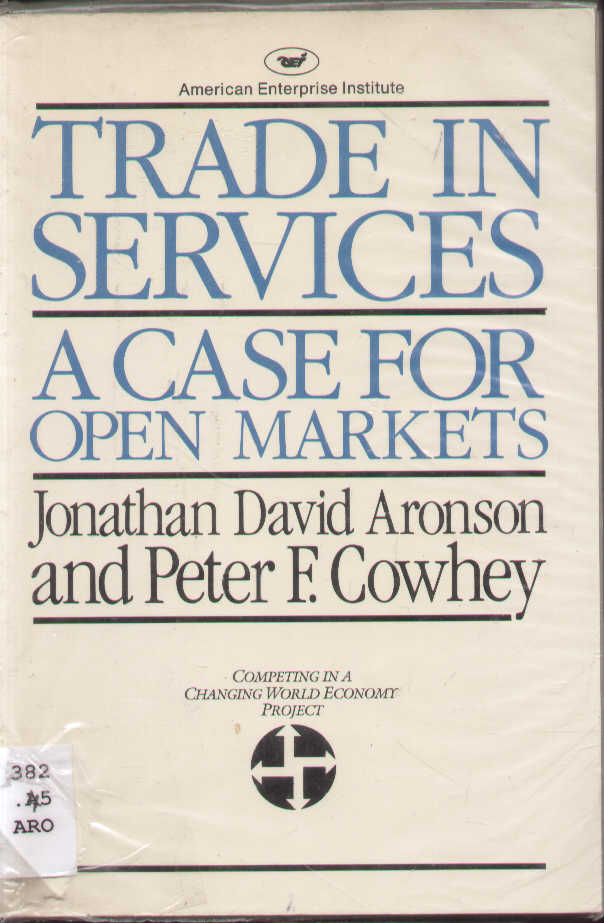 AEI
American Enterprise Institute
TRADE IN
SERVICES
A CASE FOR
OPEN MARKETS
Jonathan David Aronson
and Peter F. Cowhey
COMPETING IN A
CHANGING WORLD ECONOMY
PROJECT
382
ARO